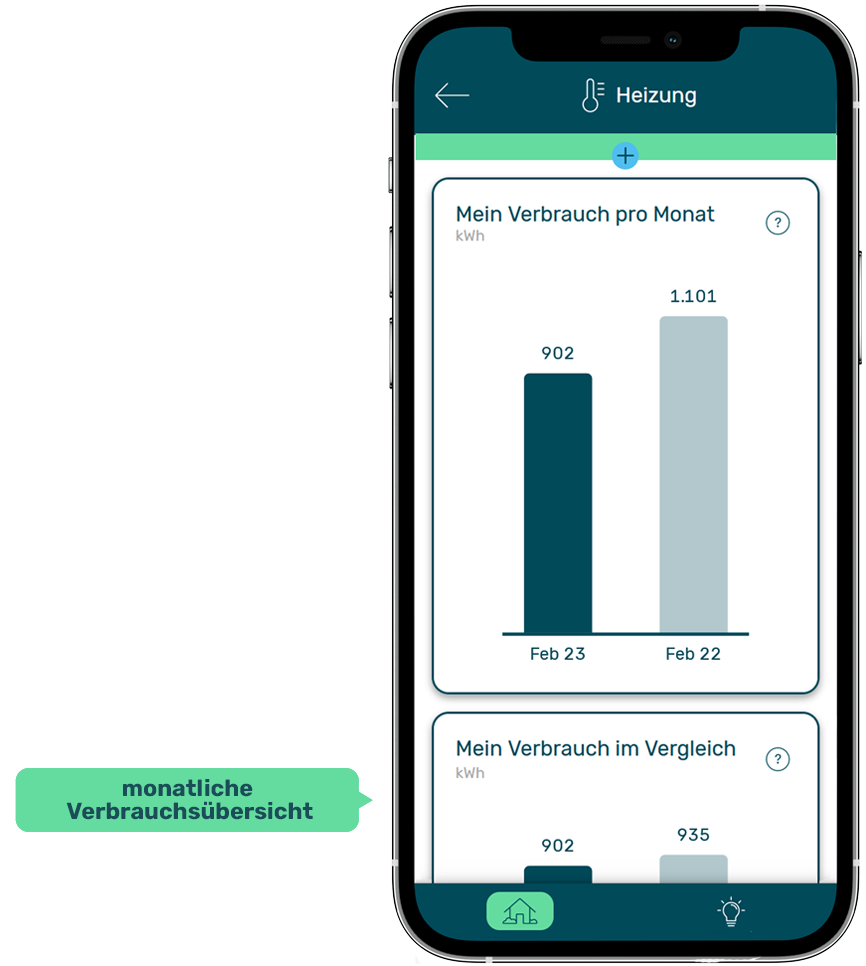 Heizung
+
Mein Verbrauch pro Monat
?
kWh
1.101
902
Feb 23 Feb 22
Mein Verbrauch im Vergleich
?
kWh
935
902
monatliche
Verbrauchsübersicht